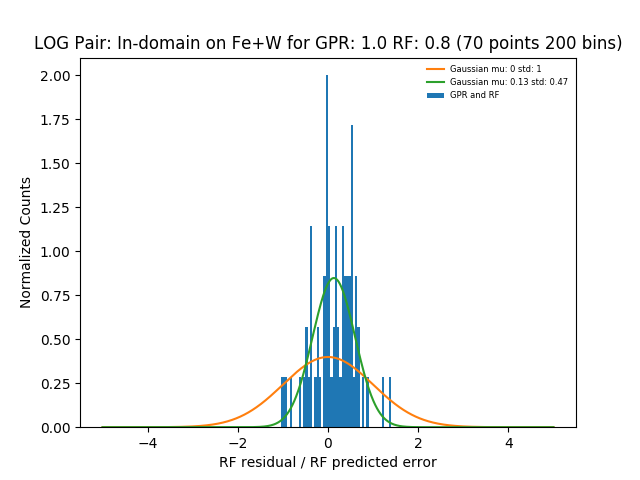 LOG Pair: In-domain on Fe+W for GPR: 1.0 RF: 0.8 (70 points 200 bins)
Gaussian mu: 0 std: 1
Gaussian mu: 0.13 std: 0.47
GPR and RF
2.00
1.75
1.50
1.25
1.00
0.75
0.50
0.25
0.00
Normalized Counts
−4 −2 0 2 4
RF residual / RF predicted error